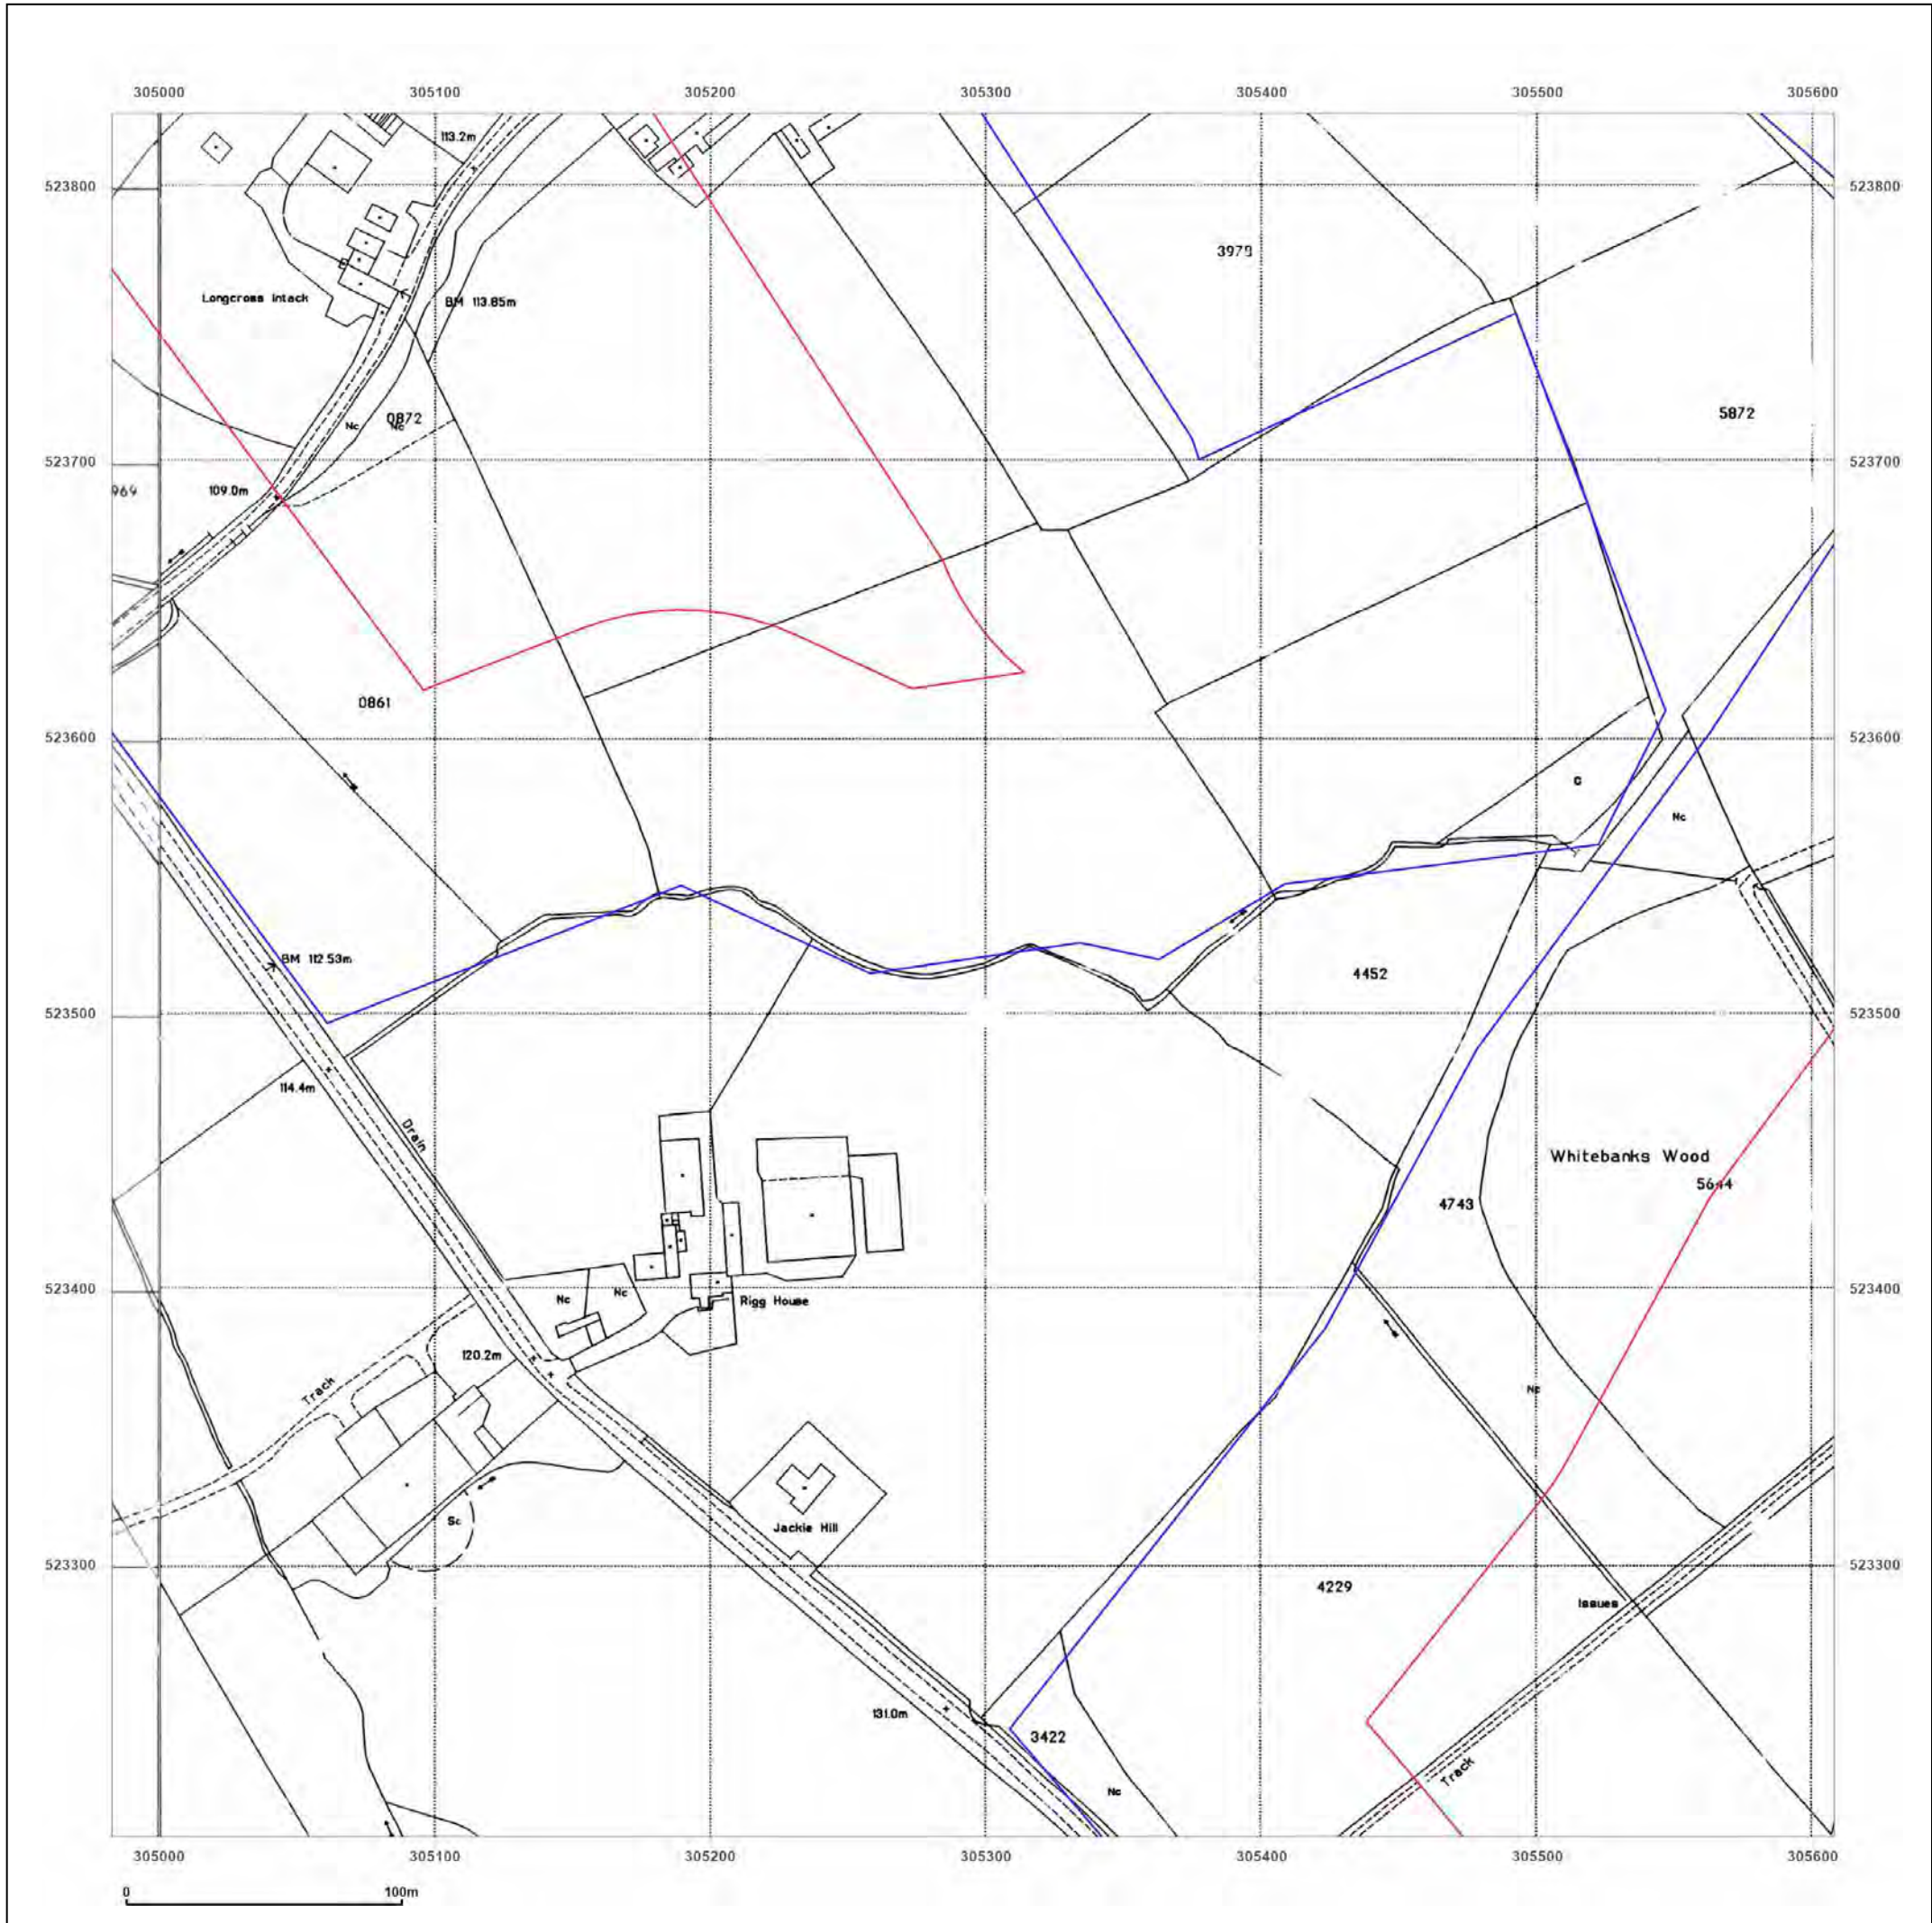 305000 305100 305200 305300 305400 305500 305600
113.2m
523800 523800
3979
Longcross Intack
BM 113.85m
5872
0872
Nc
Nc
523700 523700
969
109.0m
0861
523600 523600
G
Nc
BM 112.53m
4452
523500 523500
114.4m
Drain
Whitebanks Wood
5644
4743
523400 523400
Nc
Nc
Rigg House
120.2m
Track
Nc
Sc
Jackie Hill
523300 523300
4229
Issues
131.0m
3422
Track
Nc
305000 305100 305200 305300 305400 305500 305600
0 100m